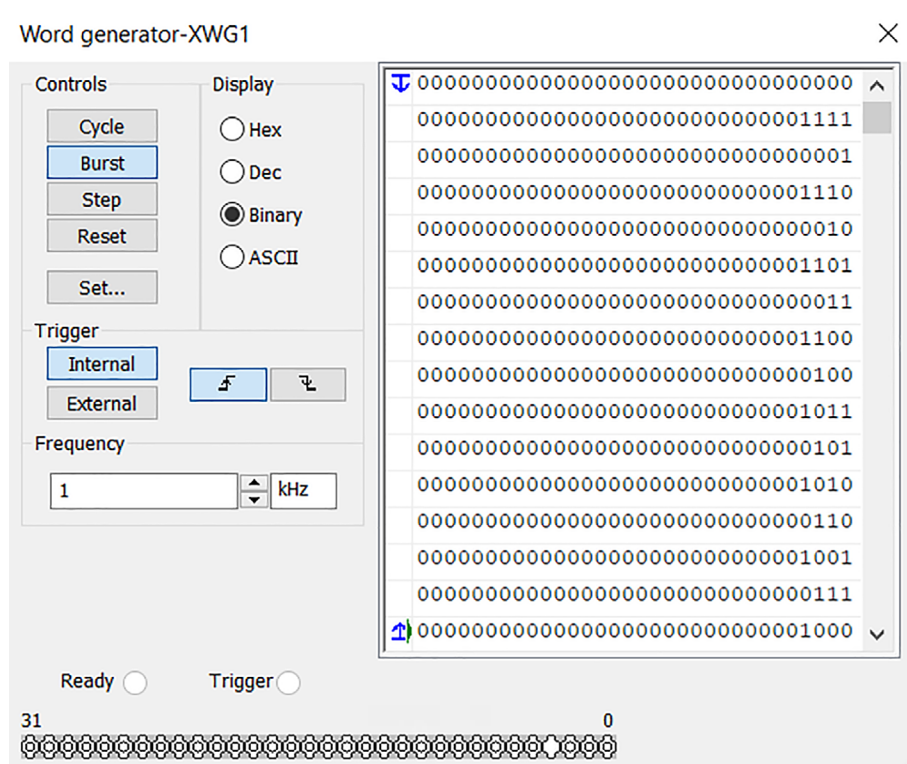 Word generator-XWG1
Controls
Cycle
Burst
Step
Reset
Set...
Display
Hex
Dec
Binary
ASCII
Trigger
Internal
External
Frequency
1
kHz
00000000000000000000000000000000
00000000000000000000000000001111
00000000000000000000000000000001
00000000000000000000000000001110
00000000000000000000000000000010
00000000000000000000000000001101
00000000000000000000000000000011
00000000000000000000000000001100
00000000000000000000000000000100
00000000000000000000000000001011
00000000000000000000000000000101
00000000000000000000000000001010
00000000000000000000000000000110
00000000000000000000000000001001
00000000000000000000000000000111
00000000000000000000000000001000
Ready
Trigger
31
0